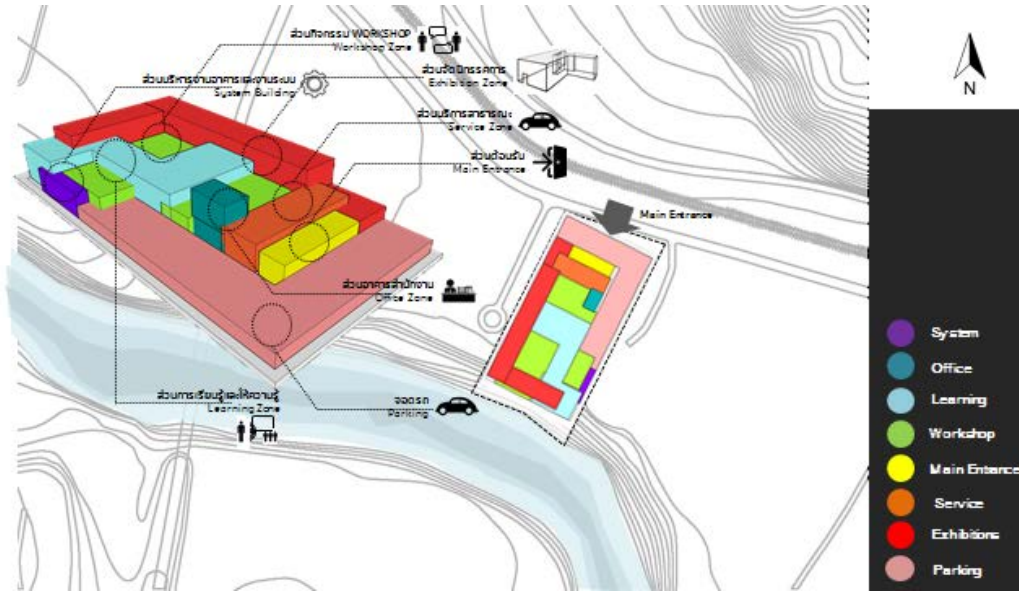 ส่วนกิจกรรม WORKSHOP
Workshop Zone
ส่วนจัดนิทรรศการ
Exhibition Zone
ส่วนบริหารงานอาคารและงานระบบ
System Building
ส่วนบริการสาธารณะ
Service Zone
ส่วนต้อนรับ
Main Entrance
Main Entrance
ส่วนอาคารสำนักงาน
Office Zone
ส่วนการเรียนรู้และให้ความรู้
Learning Zone
จอดรถ
Parking
N
System
Office
Learning
Workshop
Main Entrance
Service
Exhibitions
Parking